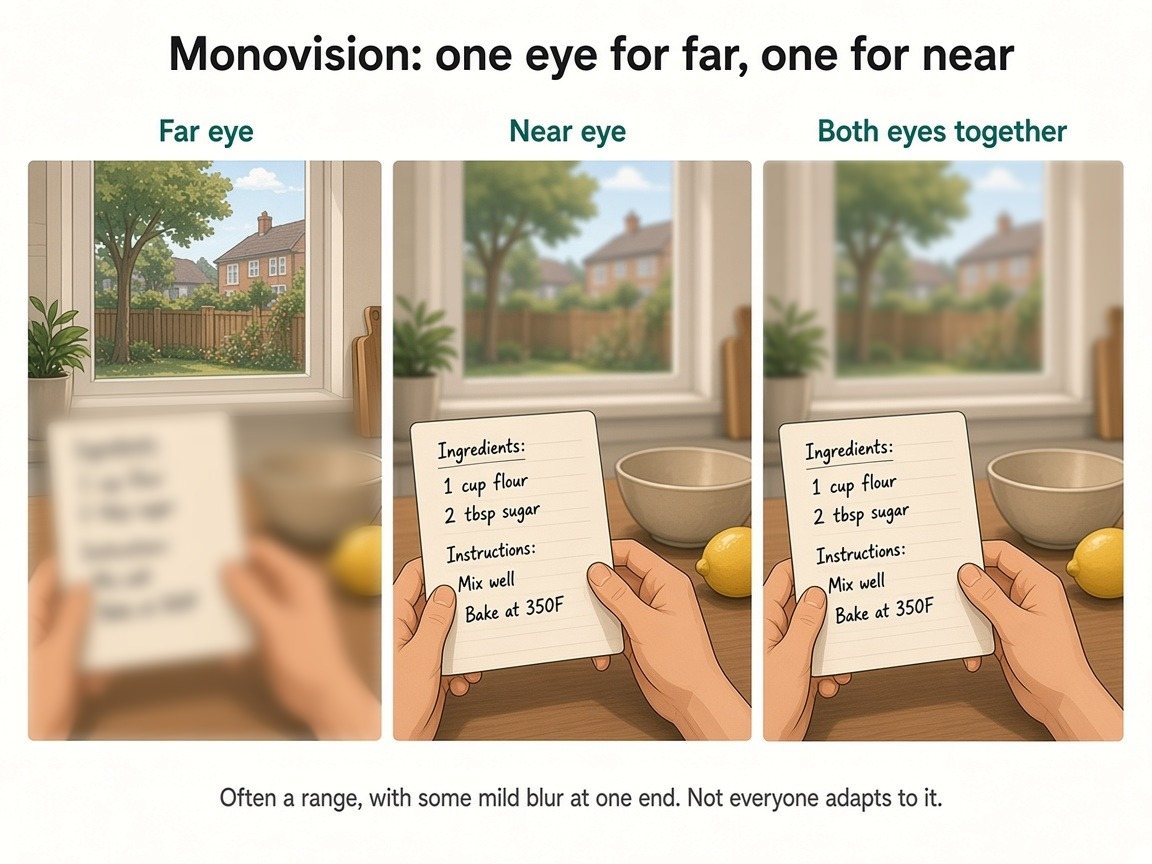 Monovision: one eye for far, one for near
Far eye
Near eye
Both eyes together
Ingredients:
1 cup flour
2 tbsp sugar
Instructions:
Mix well
Bake at 350F
Ingredients:
1 cup flour
2 tbsp sugar
Instructions:
Mix well
Bake at 350F
Often a range, with some mild blur at one end. Not everyone adapts to it.